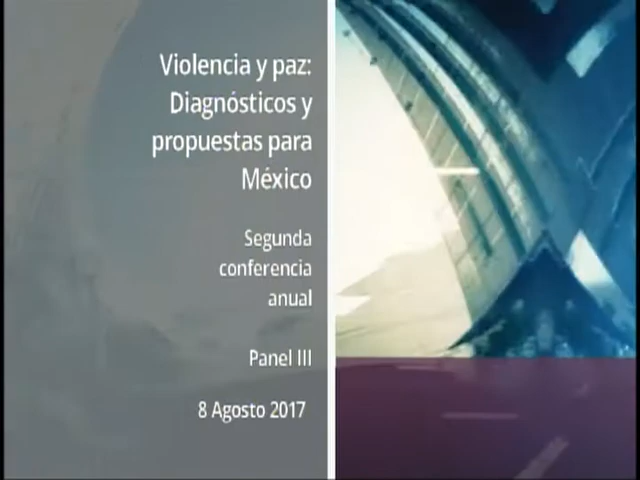 Violencia y paz:
Diagnósticos y
propuestas para
México
Segunda
conferencia
anual
Panel III
8 Agosto 2017